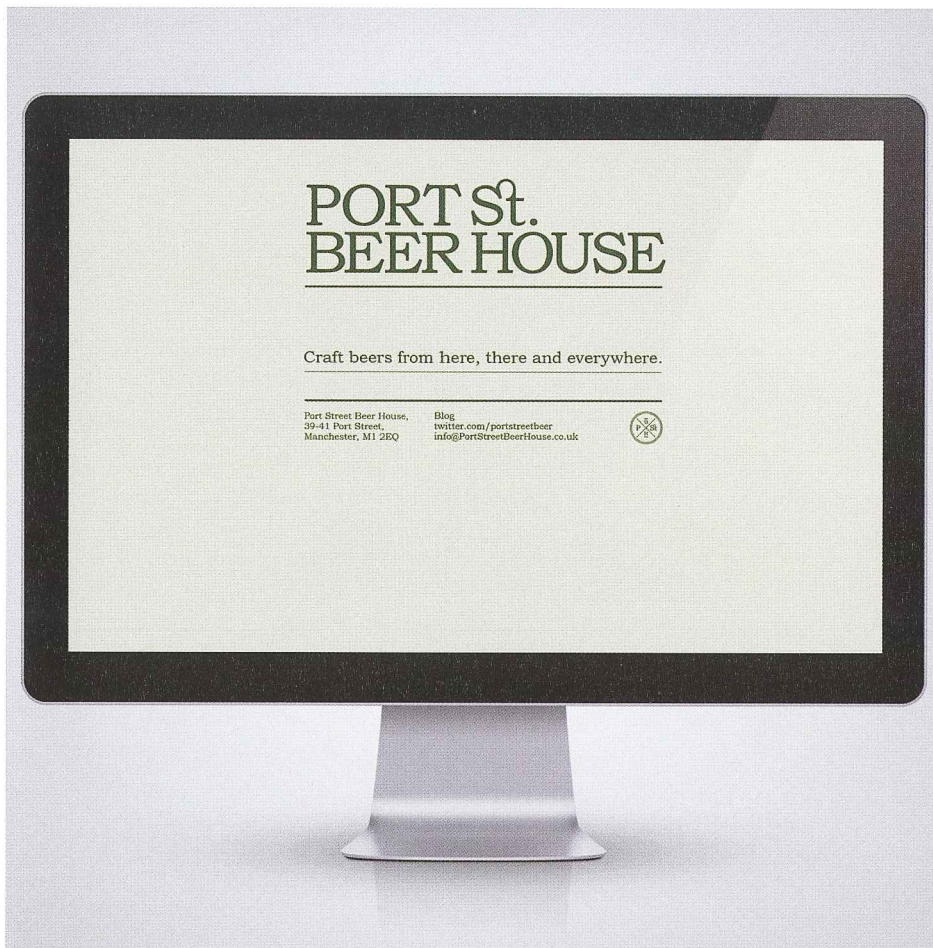 PORT St.
BEER HOUSE
Craft beers from here, there and everywhere.
Port Street Beer House,
39-41 Port Street,
Manchester, M1 2EQ
Blog
twitter.com/portstreetbeer
info@PortStreetBeerHouse.co.uk
P St